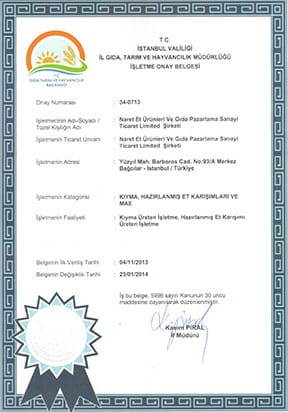 T.C.
İSTANBUL VALİLİĞİ
İL GIDA, TARIM VE HAYVANCILIK MÜDÜRLÜĞÜ
İŞLETME ONAY BELGESİ
T.C.
GIDA, TARIM VE HAYVANCILIK
BAKANLIĞI
Onay Numarası : 34-0713
İşletmecinin Adı-Soyadı / : Naret Et Ürünleri Ve Gıda Pazarlama Sanayi
Tüzel Kişiliğin Adı Ticaret Limited Şirketi
İşletmenin Ticaret Unvanı : Naret Et Ürünleri Ve Gıda Pazarlama Sanayi
Ticaret Limited Şirketi
İşletmenin Adresi : Yüzyıl Mah. Barboros Cad. No:93/A Merkez
Bağcılar - İstanbul / Türkiye
İşletmenin Kategorisi : KIYMA, HAZIRLANMIŞ ET KARIŞIMLARI VE
MAE
İşletmenin Faaliyeti : Kıyma Üreten İşletme, Hazırlanmış Et Karışımı
Üreten İşletme
Belgenin İlk Veriliş Tarihi : 04/11/2013
Belgenin Değişiklik Tarihi : 23/01/2014
İş bu belge, 5996 sayılı Kanunun 30 uncu
maddesine dayanılarak düzenlenmiştir.
Kasım PİRAL
İl Müdürü